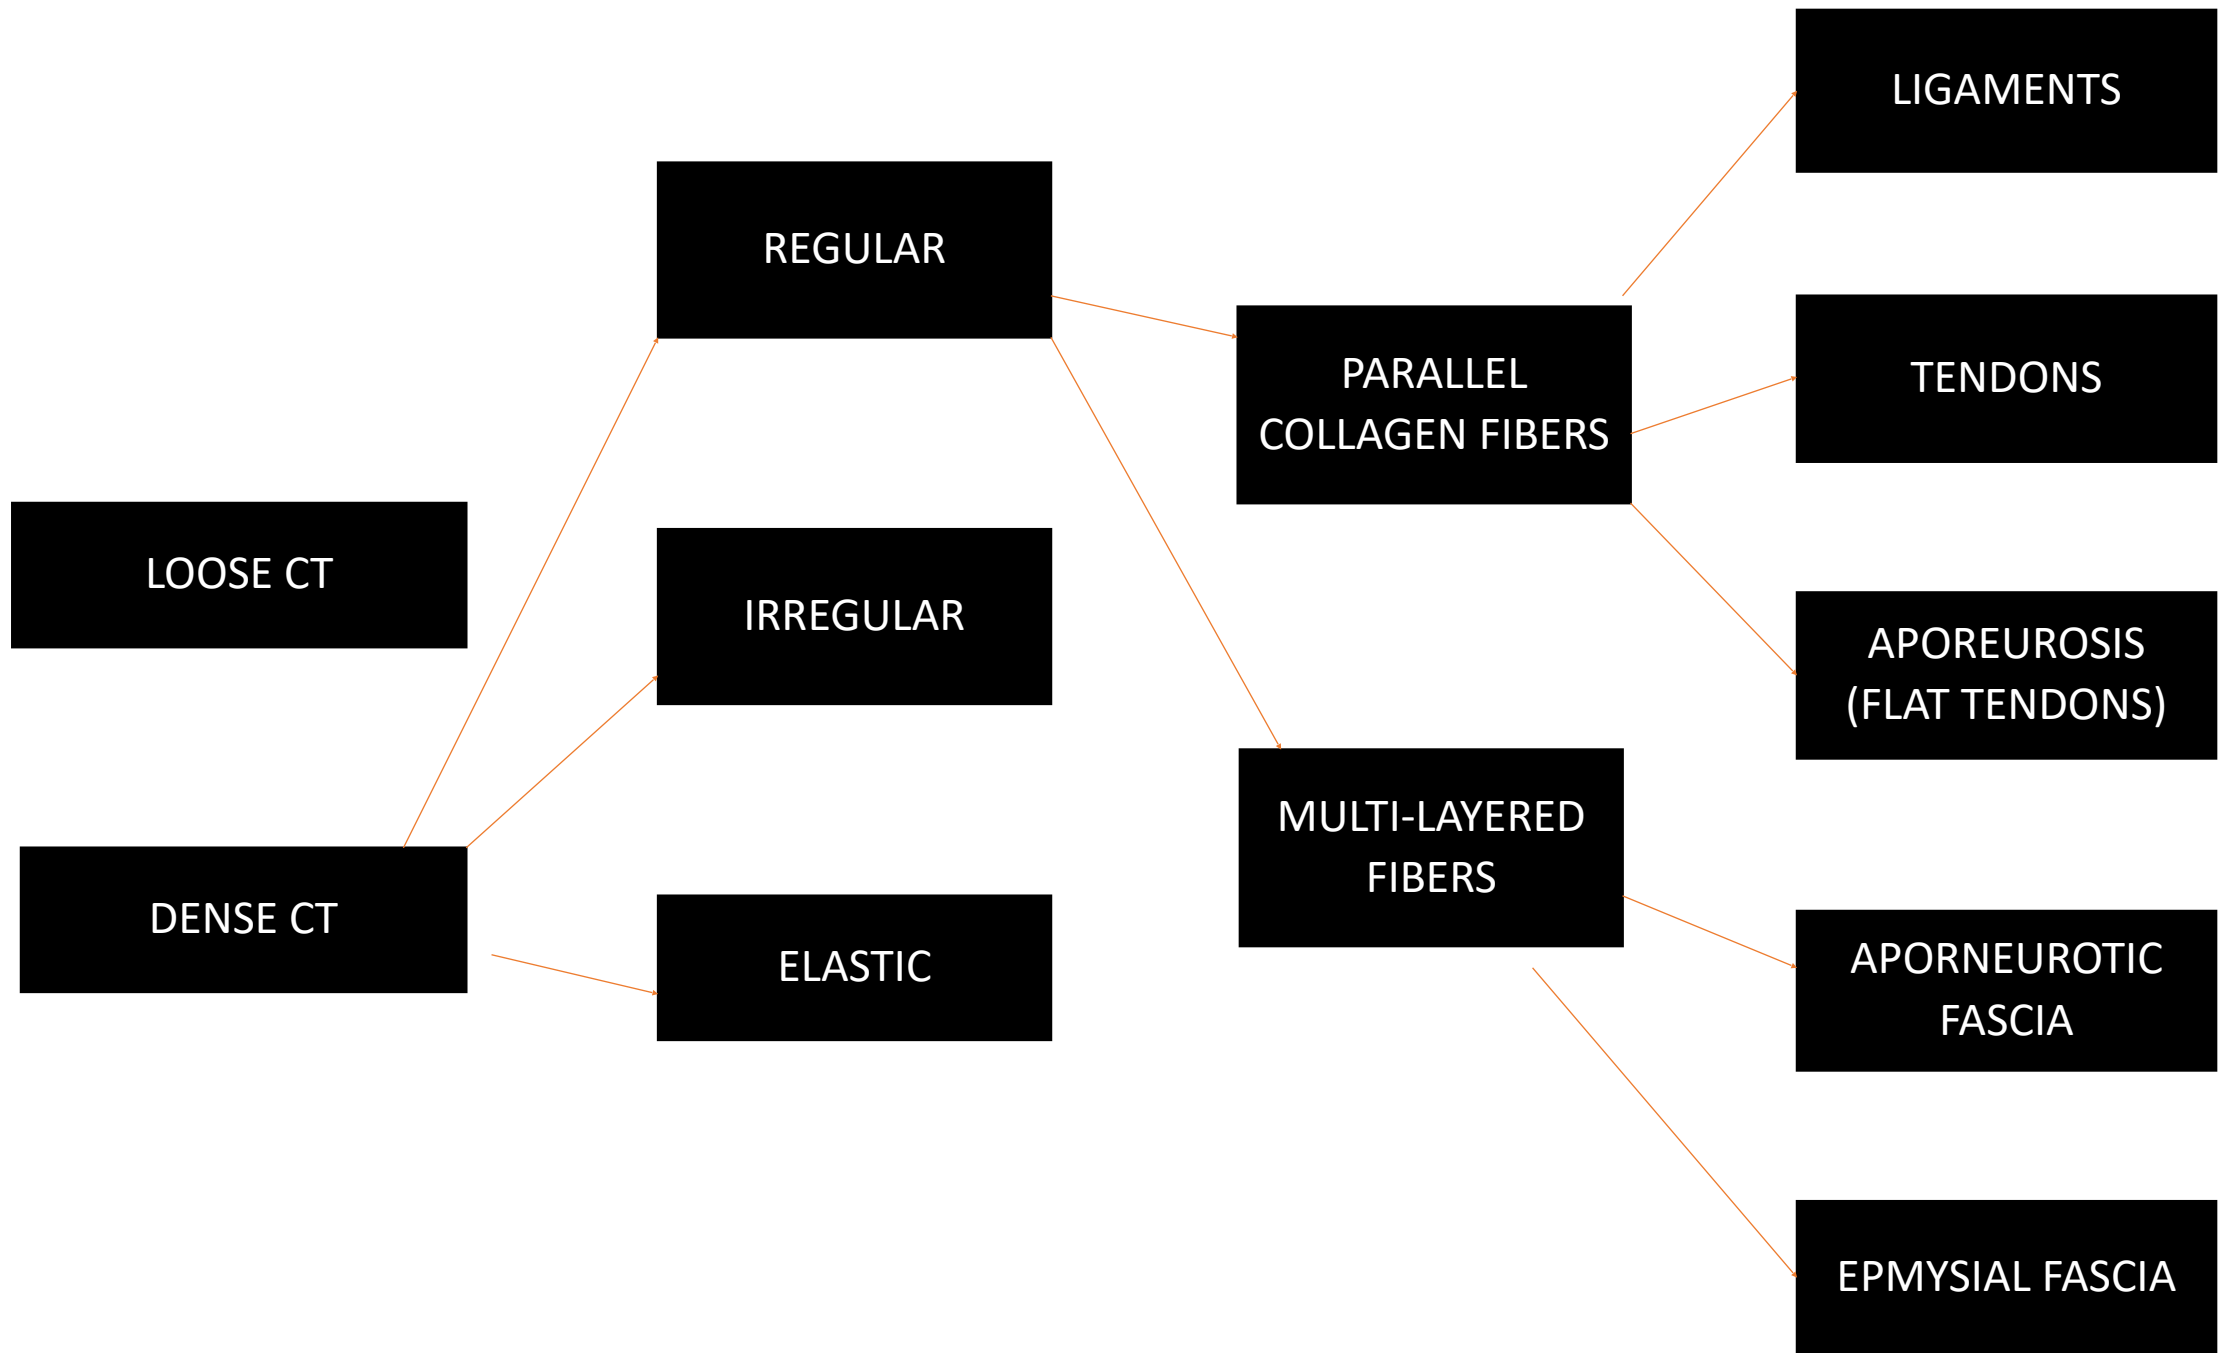 LOOSE CT
DENSE CT
REGULAR
IRREGULAR
ELASTIC
PARALLEL
COLLAGEN FIBERS
MULTI-LAYERED
FIBERS
LIGAMENTS
TENDONS
APOREUROSIS
(FLAT TENDONS)
APORNEUROTIC
FASCIA
EPMYSIAL FASCIA